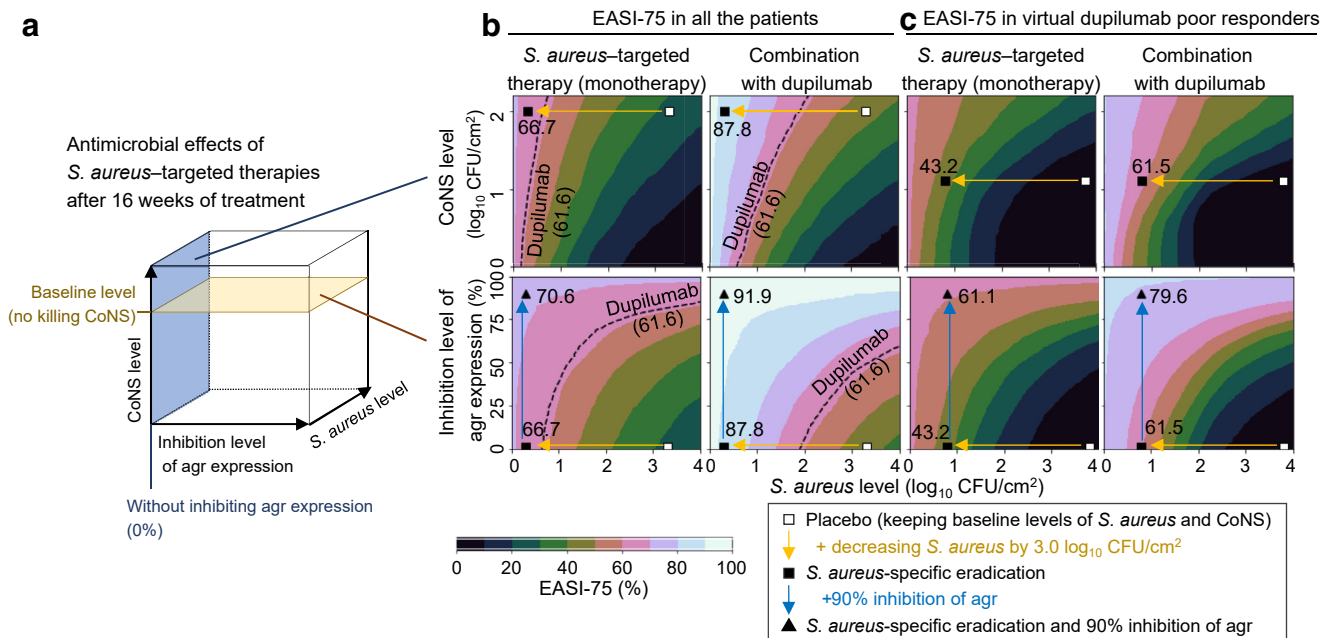 a
Antimicrobial effects of
S. aureus–targeted therapies
after 16 weeks of treatment
Baseline level
(no killing CoNS)
CoNS level
Inhibition level
of agr expression
S. aureus level
Without inhibiting agr expression
(0%)
b
EASI-75 in all the patients
S. aureus–targeted
therapy (monotherapy)
Combination
with dupilumab
c
EASI-75 in virtual dupilumab poor responders
S. aureus–targeted
therapy (monotherapy)
Combination
with dupilumab
CoNS level
(log10 CFU/cm2)
2
1
0
66.7
Dupilumab
(61.6)
87.8
Dupilumab
(61.6)
43.2
61.5
Inhibition level of
agr expression (%)
100
75
50
25
0
70.6
Dupilumab
(61.6)
66.7
91.9
Dupilumab
(61.6)
87.8
61.1
43.2
79.6
61.5
0 1 2 3 4
0 1 2 3 4
0 1 2 3 4
0 1 2 3 4
S. aureus level (log10 CFU/cm2)
0 20 40 60 80 100
EASI-75 (%)
Placebo (keeping baseline levels of S. aureus and CoNS)
+ decreasing S. aureus by 3.0 log10 CFU/cm2
S. aureus-specific eradication
+90% inhibition of agr
S. aureus-specific eradication and 90% inhibition of agr